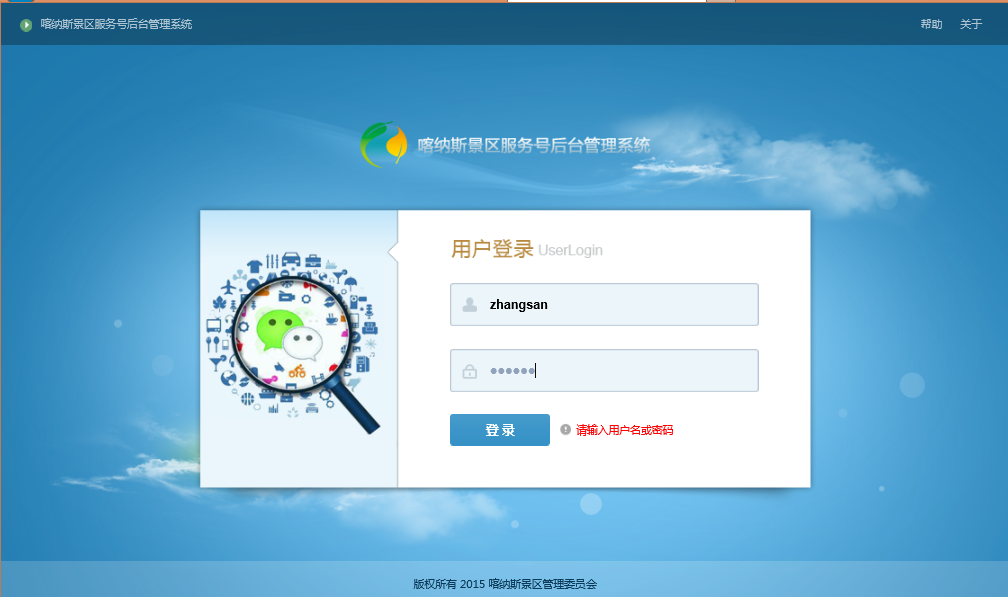 喀纳斯景区服务号后台管理系统 帮助 关于
喀纳斯景区服务号后台管理系统
用户登录 UserLogin
zhangsan
••••••
登录 请输入用户名或密码
版权所有 2015 喀纳斯景区管理委员会